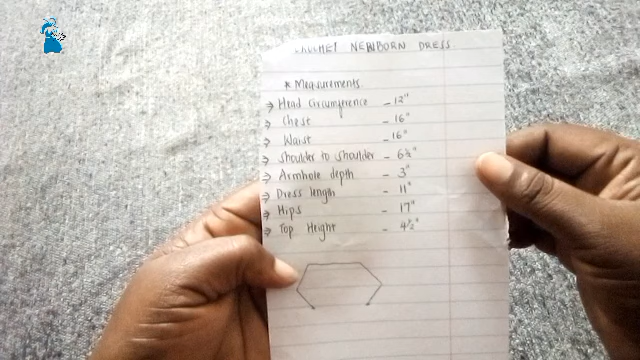 CROCHET NEWBORN DRESS
* Measurements
⇒ Head Circumference - 12"
⇒ Chest - 16"
⇒ Waist - 16"
⇒ Shoulder to shoulder - 6½"
⇒ Armhole depth - 3"
⇒ Dress length - 11"
⇒ Hips - 17"
⇒ Top Height - 4½"